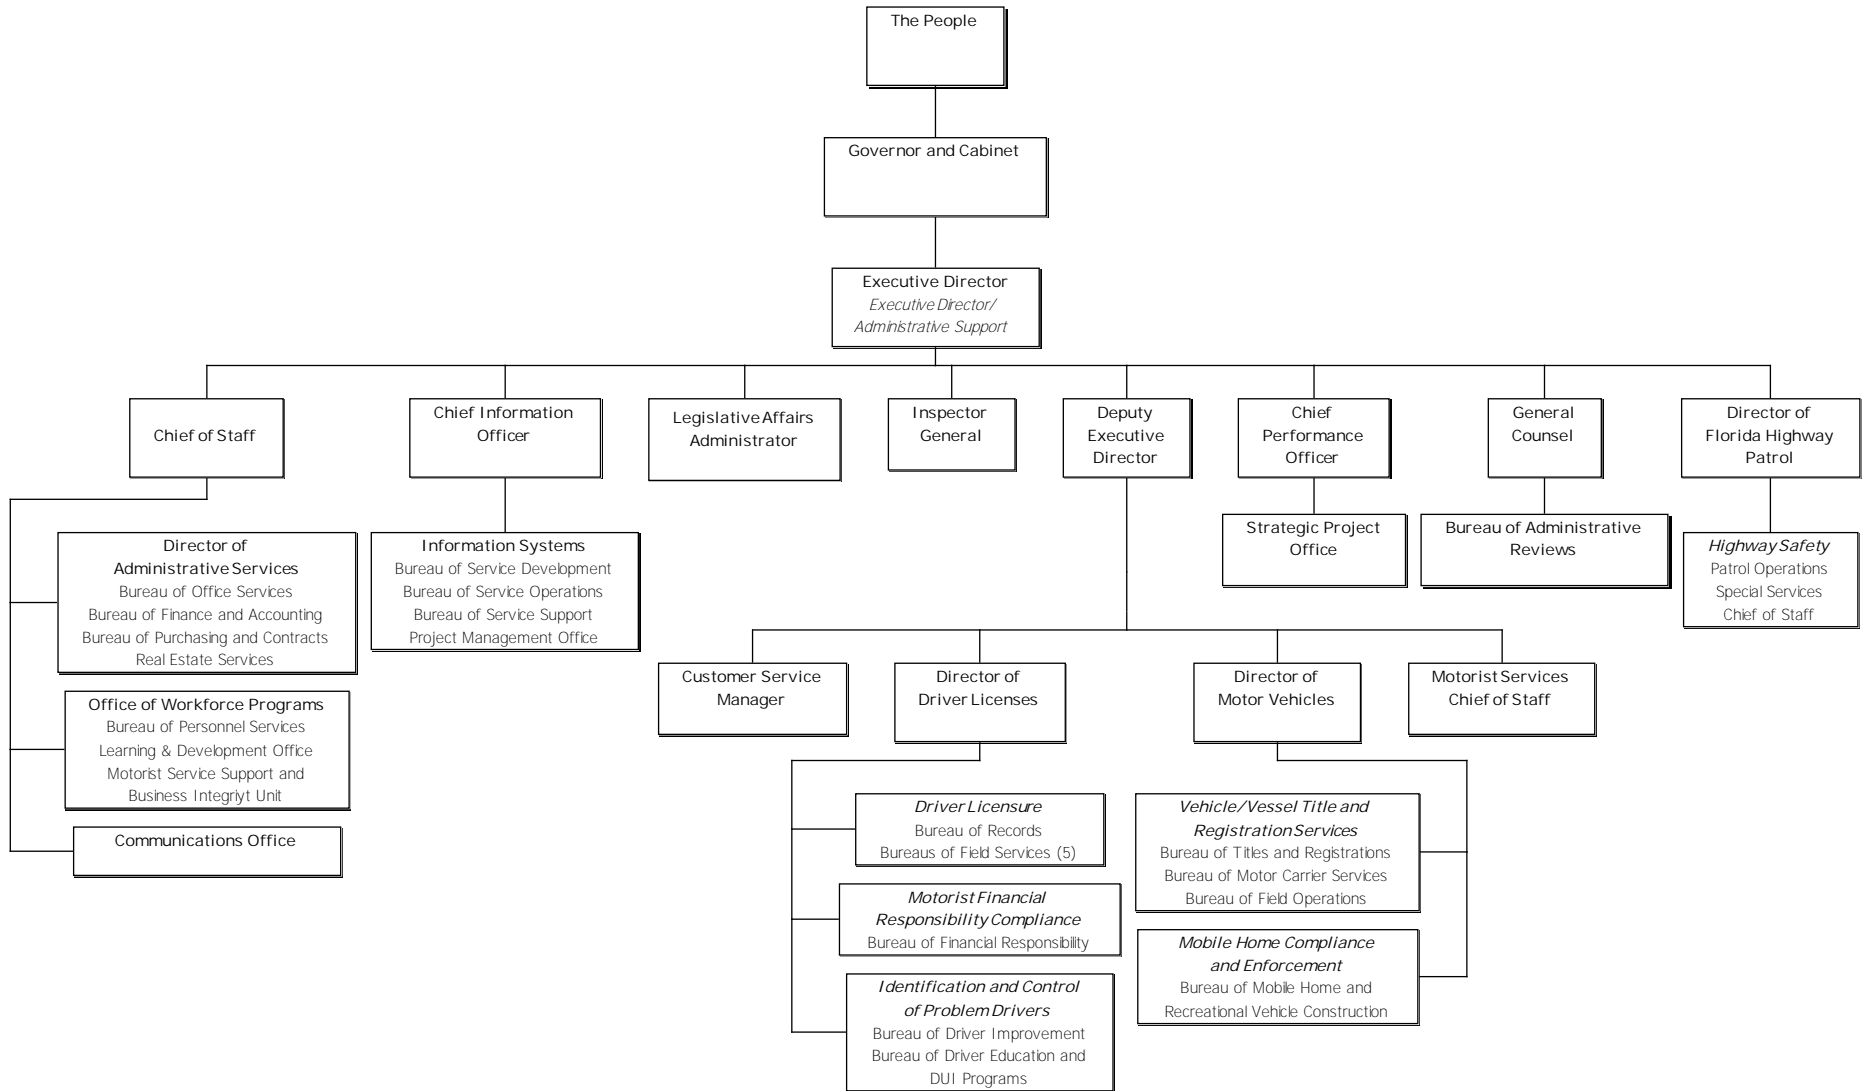 The People
Governor and Cabinet
Executive Director
Executive Director/
Administrative Support
Chief of Staff
Chief Information
Officer
Legislative Affairs
Administrator
Inspector
General
Deputy
Executive
Director
Chief
Performance
Officer
General
Counsel
Director of
Florida Highway
Patrol
Director of
Administrative Services
Bureau of Office Services
Bureau of Finance and Accounting
Bureau of Purchasing and Contracts
Real Estate Services
Office of Workforce Programs
Bureau of Personnel Services
Learning & Development Office
Motorist Service Support and
Business Integriyt Unit
Communications Office
Information Systems
Bureau of Service Development
Bureau of Service Operations
Bureau of Service Support
Project Management Office
Strategic Project
Office
Bureau of Administrative
Reviews
Highway Safety
Patrol Operations
Special Services
Chief of Staff
Customer Service
Manager
Director of
Driver Licenses
Director of
Motor Vehicles
Motorist Services
Chief of Staff
Driver Licensure
Bureau of Records
Bureaus of Field Services (5)
Motorist Financial
Responsibility Compliance
Bureau of Financial Responsibility
Identification and Control
of Problem Drivers
Bureau of Driver Improvement
Bureau of Driver Education and
DUI Programs
Vehicle/Vessel Title and
Registration Services
Bureau of Titles and Registrations
Bureau of Motor Carrier Services
Bureau of Field Operations
Mobile Home Compliance
and Enforcement
Bureau of Mobile Home and
Recreational Vehicle Construction